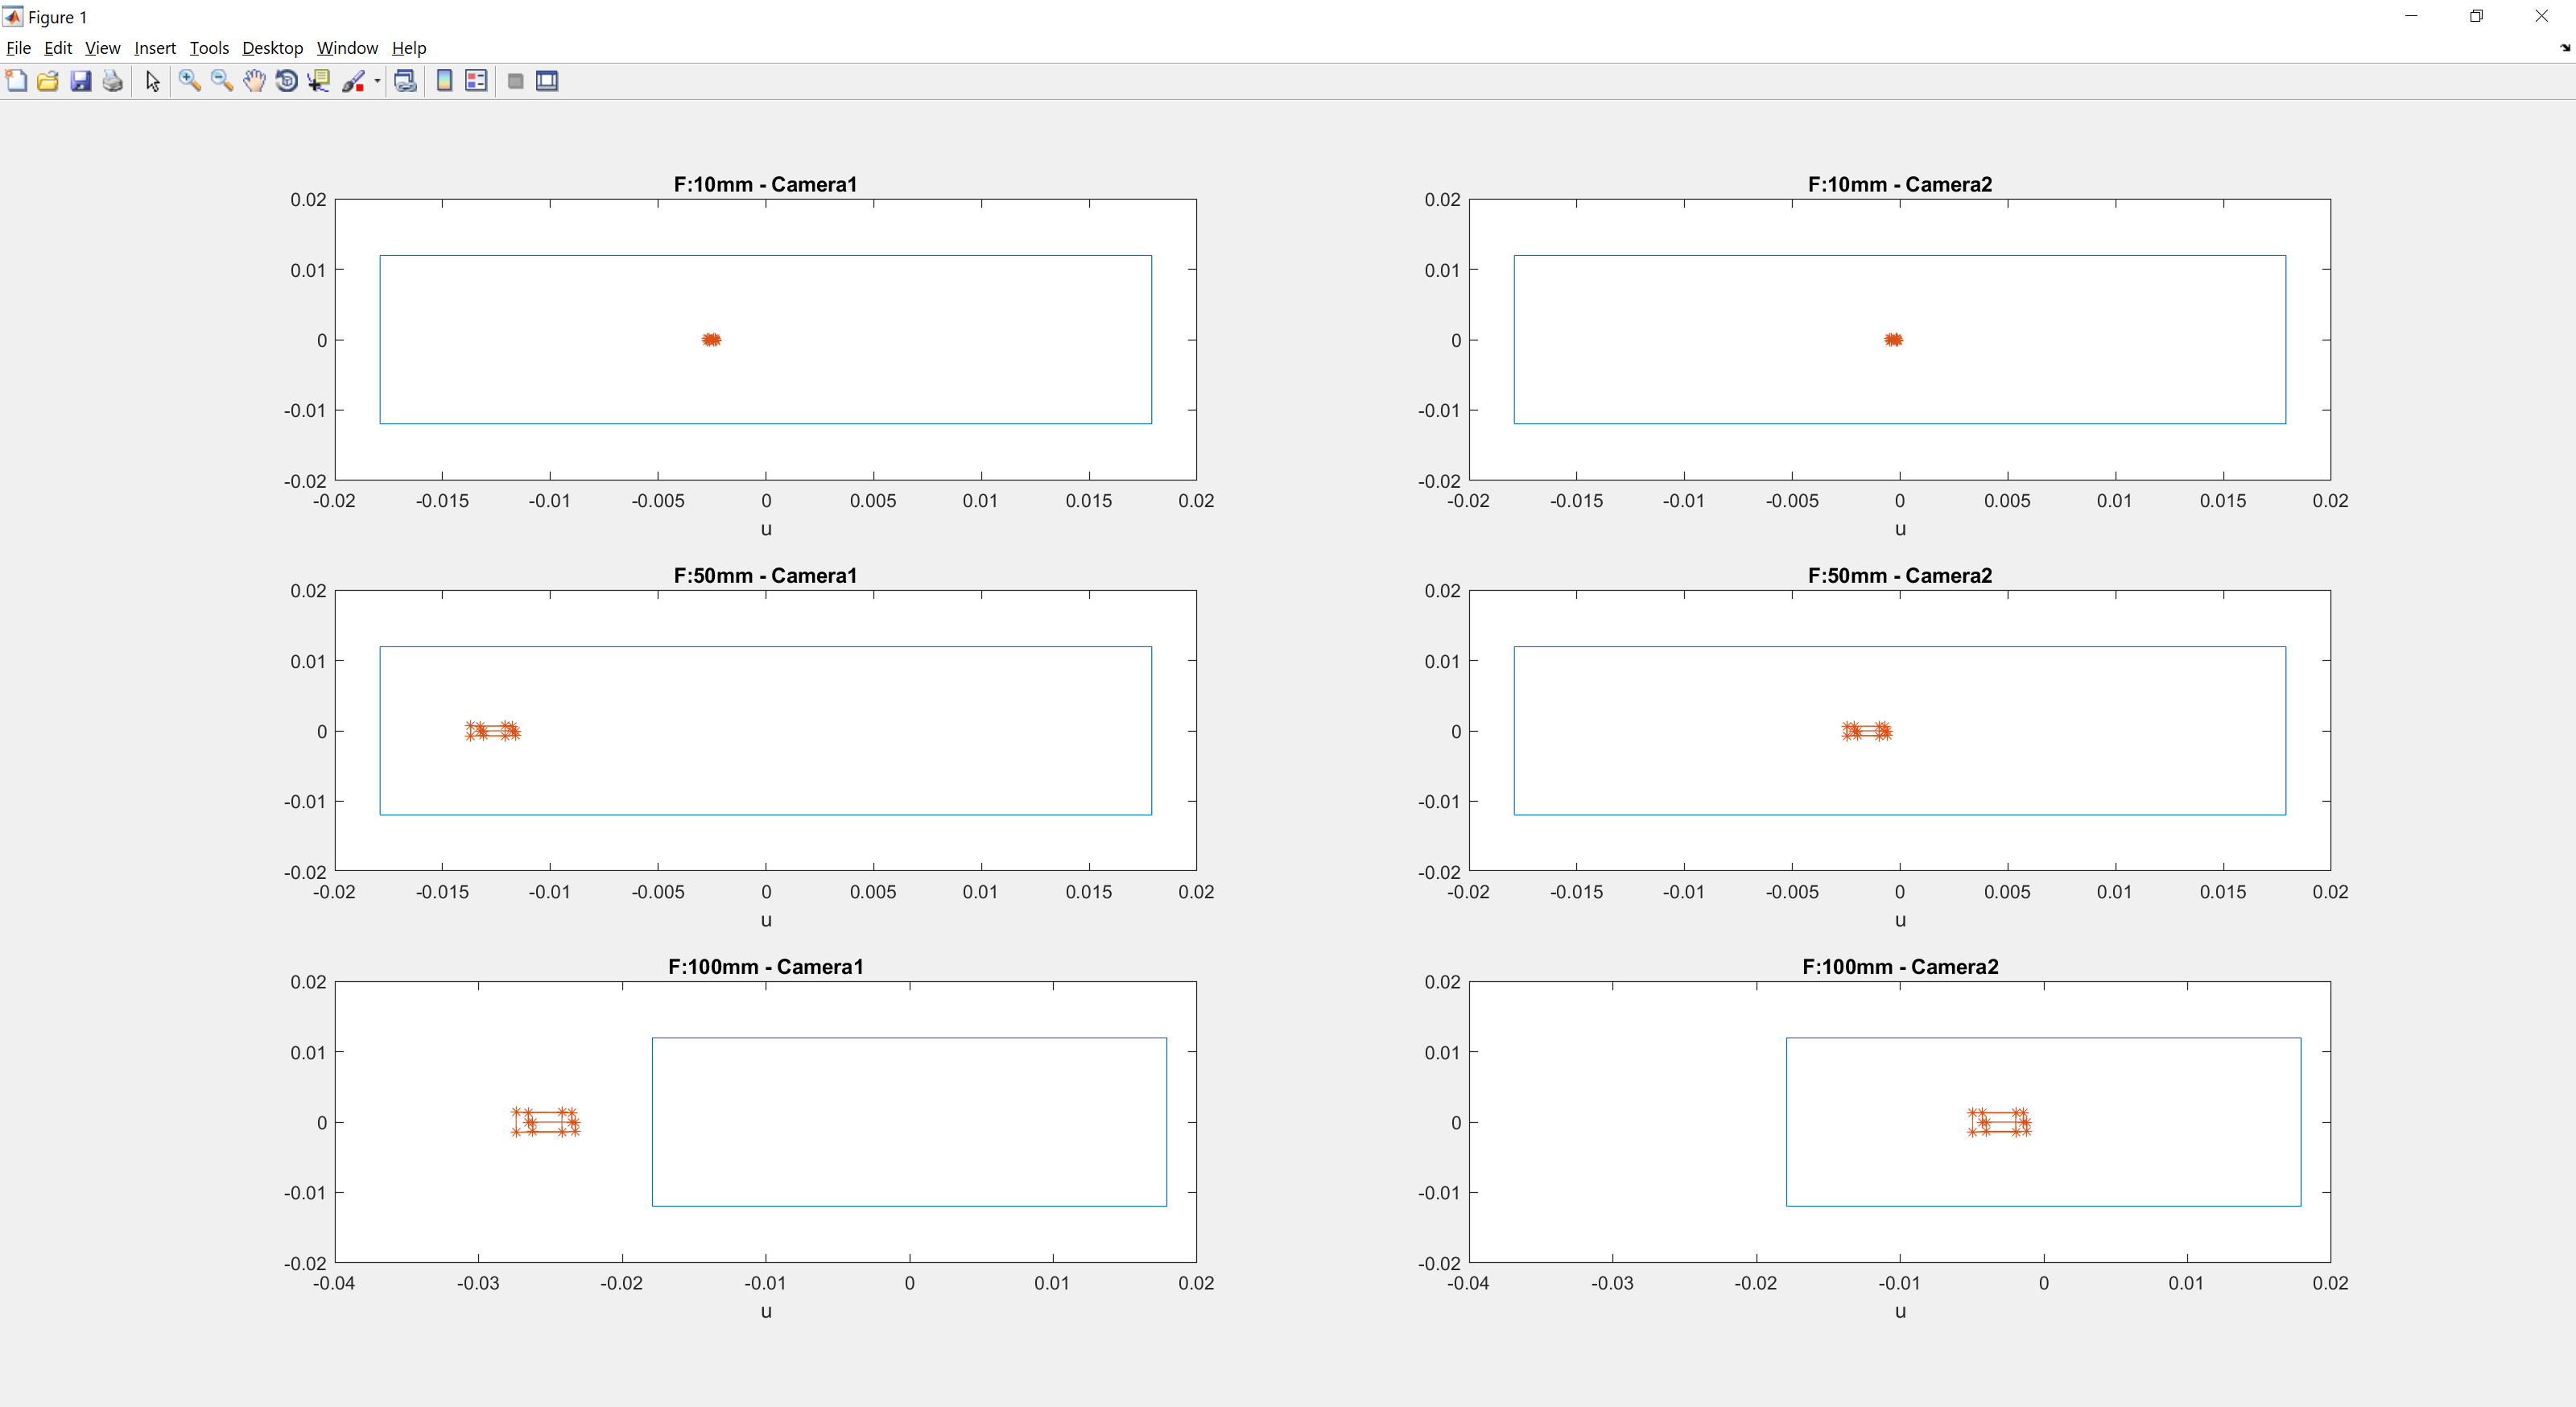 Figure 1
File Edit View Insert Tools Desktop Window Help
F:10mm - Camera1
0.02
0.01
0
-0.01
-0.02
-0.02 -0.015 -0.01 -0.005 0 0.005 0.01 0.015 0.02
u
F:10mm - Camera2
0.02
0.01
0
-0.01
-0.02
-0.02 -0.015 -0.01 -0.005 0 0.005 0.01 0.015 0.02
u
F:50mm - Camera1
0.02
0.01
0
-0.01
-0.02
-0.02 -0.015 -0.01 -0.005 0 0.005 0.01 0.015 0.02
u
F:50mm - Camera2
0.02
0.01
0
-0.01
-0.02
-0.02 -0.015 -0.01 -0.005 0 0.005 0.01 0.015 0.02
u
F:100mm - Camera1
0.02
0.01
0
-0.01
-0.02
-0.04 -0.03 -0.02 -0.01 0 0.01 0.02
u
F:100mm - Camera2
0.02
0.01
0
-0.01
-0.02
-0.04 -0.03 -0.02 -0.01 0 0.01 0.02
u